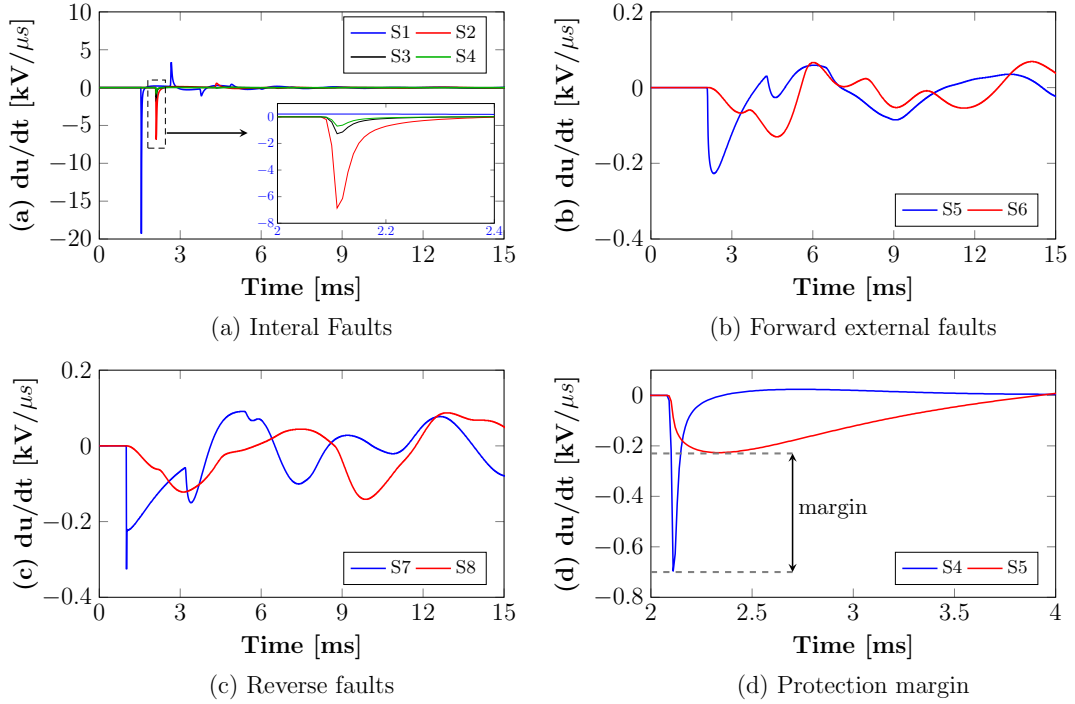 (a) du/dt [kV/μs]
10
5
0
−5
−10
−15
−20
S1 S2
S3 S4
0
−2
−4
−6
−8
2 2.2 2.4
0 3 6 9 12 15
Time [ms]
(a) Interal Faults
(b) du/dt [kV/μs]
0.2
0
−0.2
−0.4
S5 S6
0 3 6 9 12 15
Time [ms]
(b) Forward external faults
(c) du/dt [kV/μs]
0.2
0
−0.2
−0.4
S7 S8
0 3 6 9 12 15
Time [ms]
(c) Reverse faults
(d) du/dt [kV/μs]
0
−0.2
−0.4
−0.6
−0.8
margin
S4 S5
2 2.5 3 3.5 4
Time [ms]
(d) Protection margin